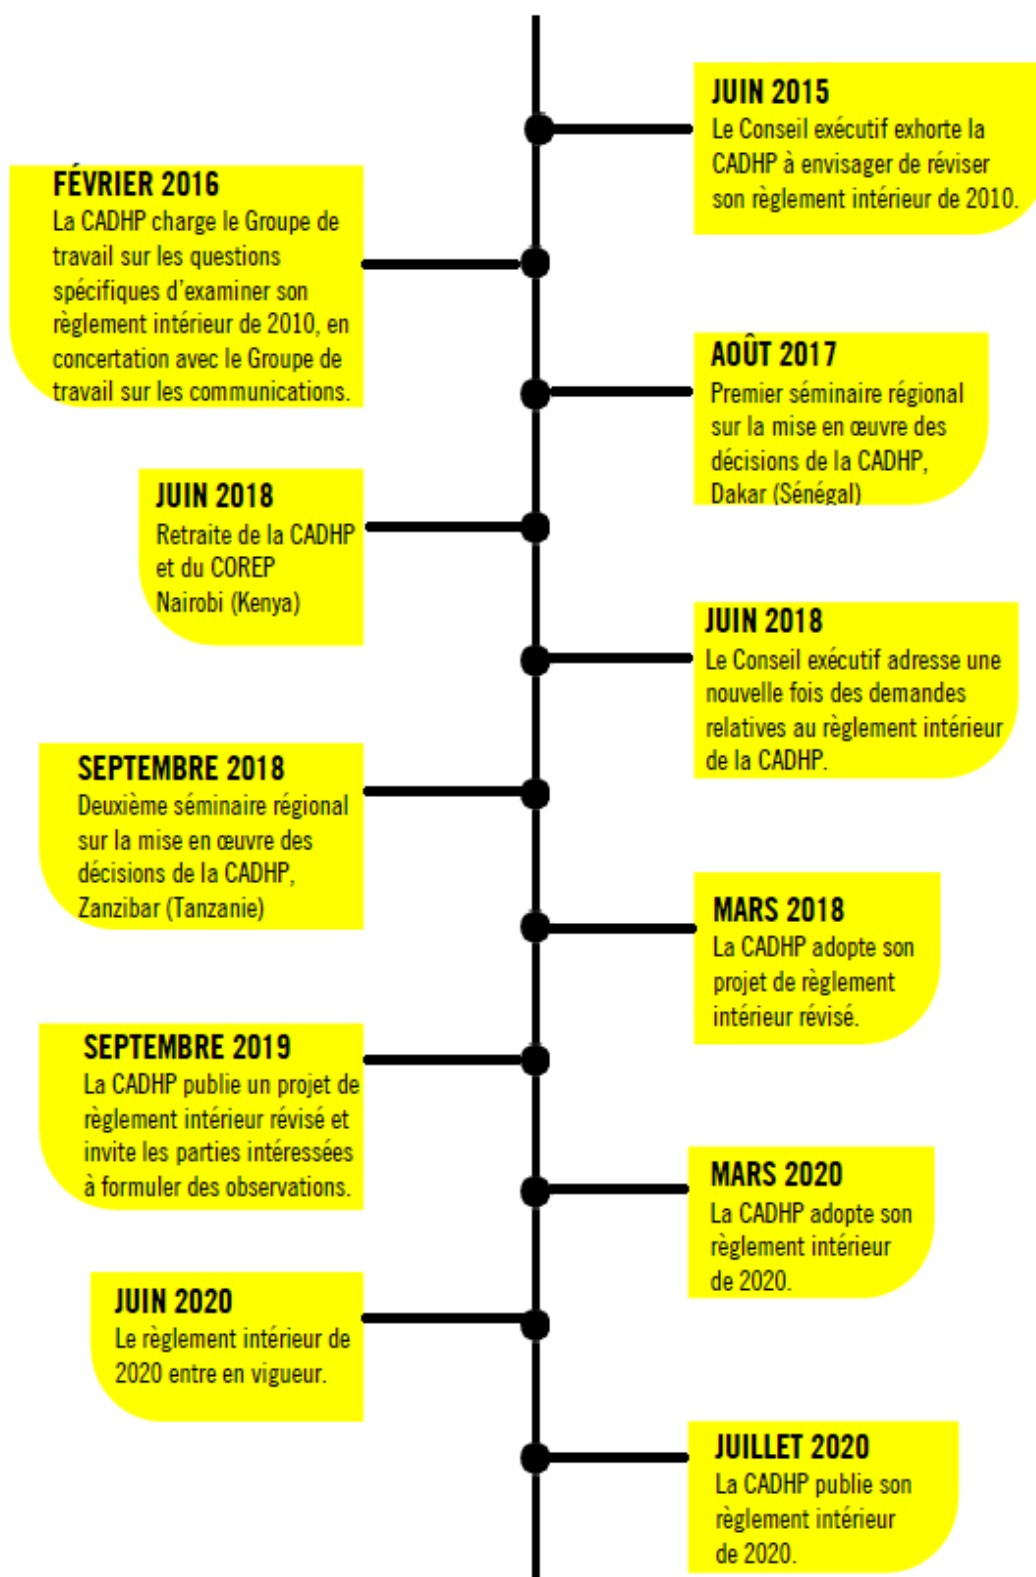 JUIN 2015
Le Conseil exécutif exhorte la
CADHP à envisager de réviser
son règlement intérieur de 2010.
FÉVRIER 2016
La CADHP charge le Groupe de
travail sur les questions
spécifiques d’examiner son
règlement intérieur de 2010, en
concertation avec le Groupe de
travail sur les communications.
AOÛT 2017
Premier séminaire régional
sur la mise en œuvre des
décisions de la CADHP,
Dakar (Sénégal)
JUIN 2018
Retraite de la CADHP
et du COREP
Nairobi (Kenya)
JUIN 2018
Le Conseil exécutif adresse une
nouvelle fois des demandes
relatives au règlement intérieur
de la CADHP.
SEPTEMBRE 2018
Deuxième séminaire régional
sur la mise en œuvre des
décisions de la CADHP,
Zanzibar (Tanzanie)
MARS 2018
La CADHP adopte son
projet de règlement
intérieur révisé.
SEPTEMBRE 2019
La CADHP publie un projet de
règlement intérieur révisé et
invite les parties intéressées
à formuler des observations.
MARS 2020
La CADHP adopte son
règlement intérieur
de 2020.
JUIN 2020
Le règlement intérieur de
2020 entre en vigueur.
JUILLET 2020
La CADHP publie son
règlement intérieur
de 2020.